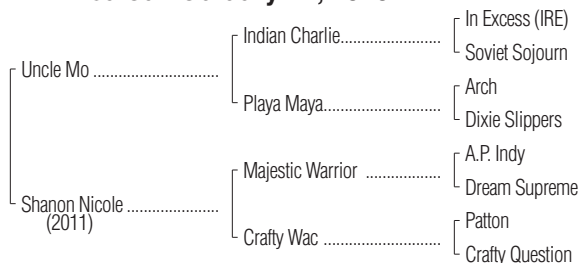 In Excess (IRE)
Indian Charlie
Soviet Sojourn
Uncle Mo
Arch
Playa Maya
Dixie Slippers
A.P. Indy
Majestic Warrior
Dream Supreme
Shanon Nicole
(2011)
Patton
Crafty Wac
Crafty Question